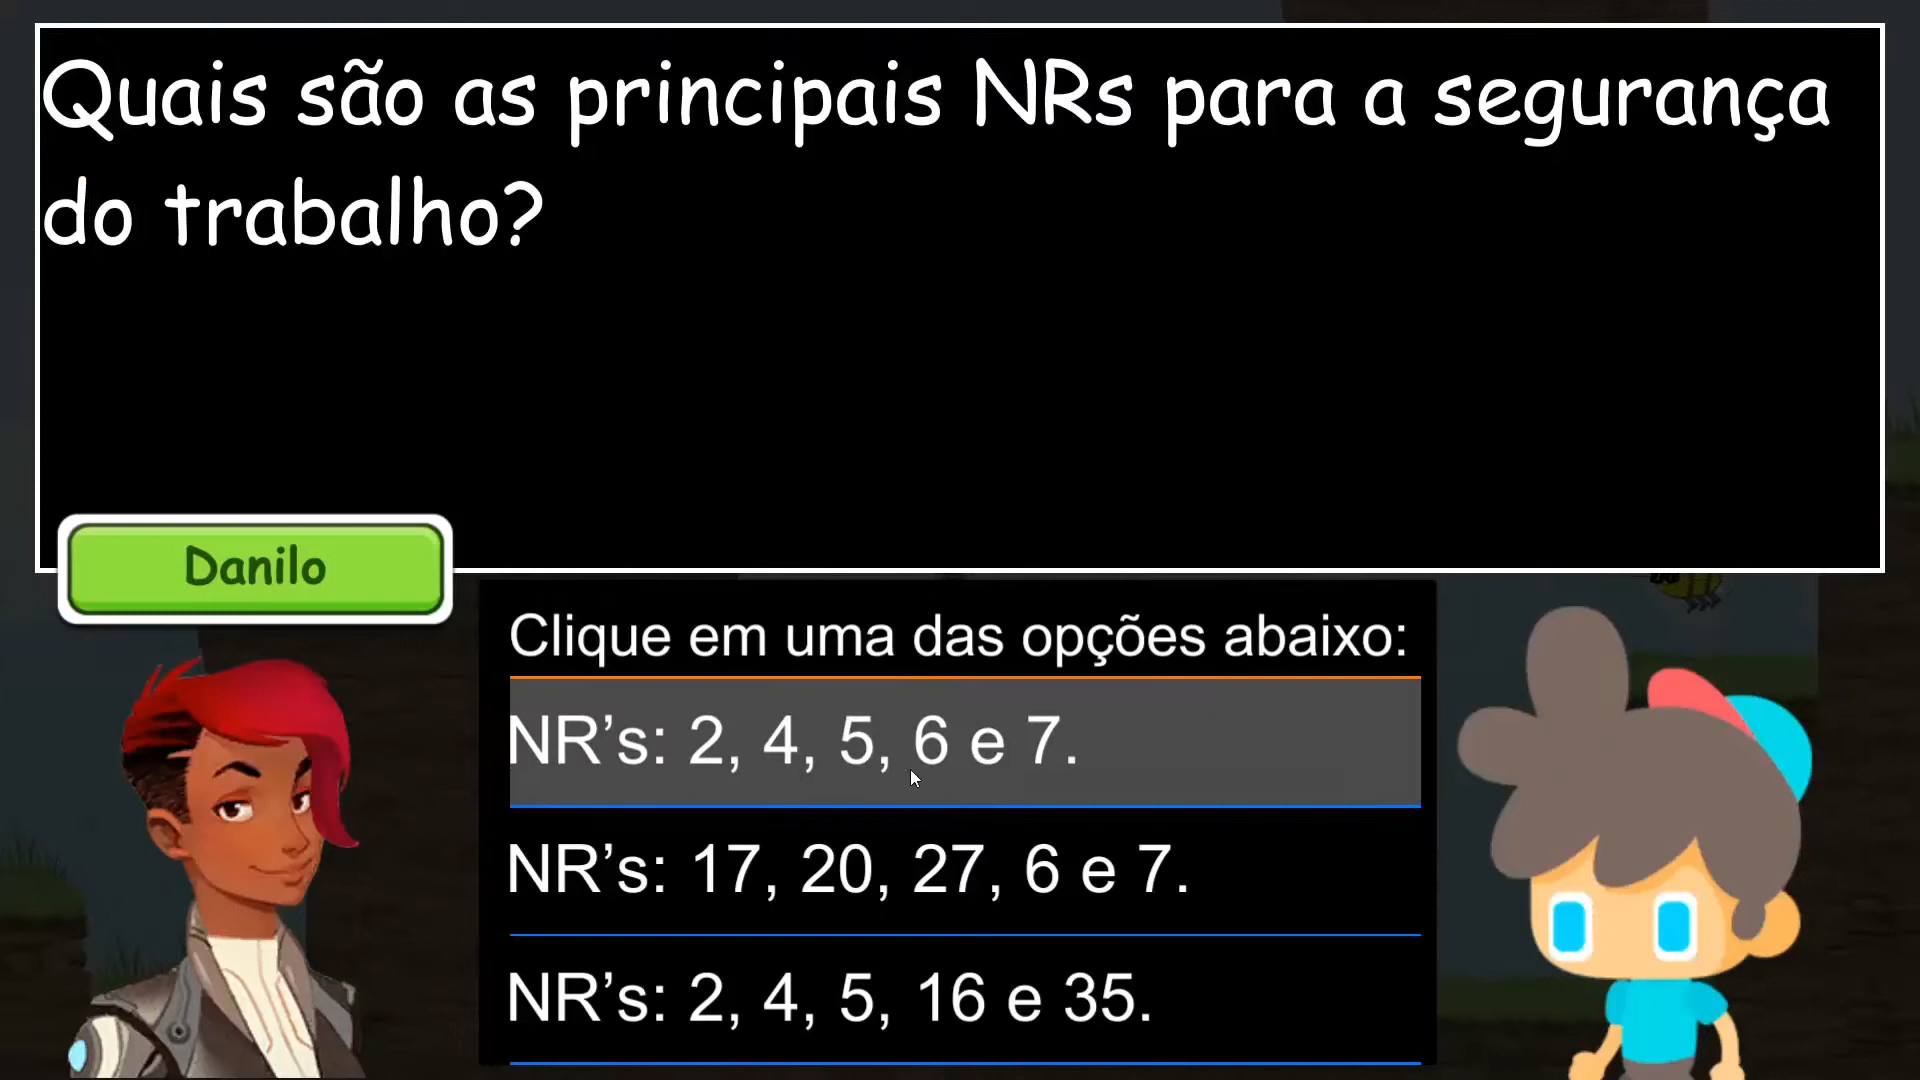 Quais são as principais NRs para a segurança
do trabalho?
Danilo
Clique em uma das opções abaixo:
NR’s: 2, 4, 5, 6 e 7.
NR’s: 17, 20, 27, 6 e 7.
NR’s: 2, 4, 5, 16 e 35.